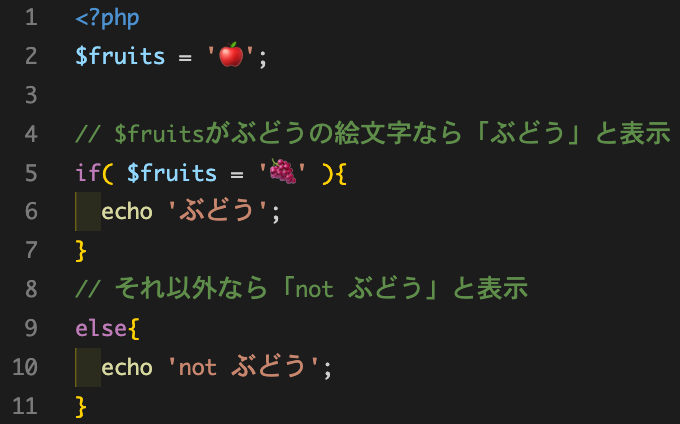 1 <?php
2 $fruits = '🍎';
3
4 // $fruitsがぶどうの絵文字なら「ぶどう」と表示
5 if( $fruits = '🍇' ){
6   echo 'ぶどう';
7 }
8 // それ以外なら「not ぶどう」と表示
9 else{
10   echo 'not ぶどう';
11 }